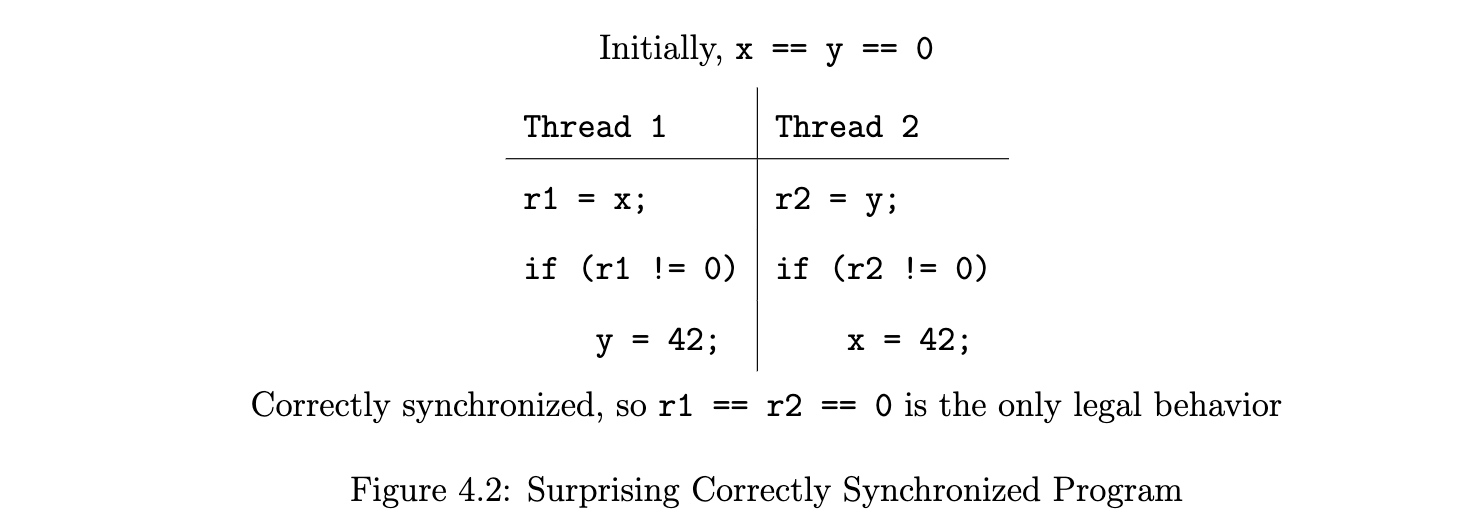 Initially, x == y == 0
Thread 1 Thread 2
r1 = x; r2 = y;
if (r1 != 0) if (r2 != 0)
y = 42; x = 42;
Correctly synchronized, so r1 == r2 == 0 is the only legal behavior
Figure 4.2: Surprising Correctly Synchronized Program